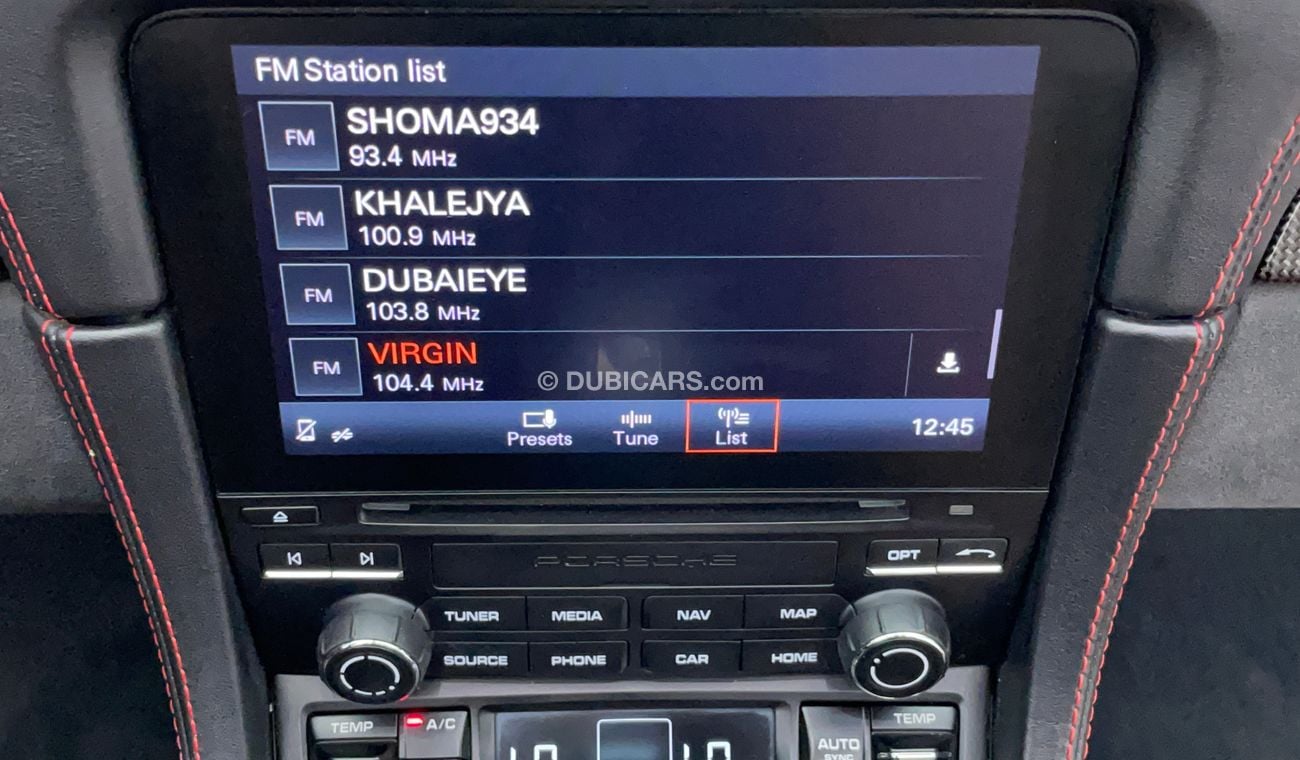 FM Station list
FM
SHOMA934
93.4 MHz
FM
KHALEJYA
100.9 MHz
FM
DUBAIEYE
103.8 MHz
FM
VIRGIN
104.4 MHz
© DUBICARS.com
Presets
Tune
List
12:45
OPT
PORSCHE
TUNER
MEDIA
NAV
MAP
SOURCE
PHONE
CAR
HOME
TEMP
A/C
AUTO
SYNC
TEMP